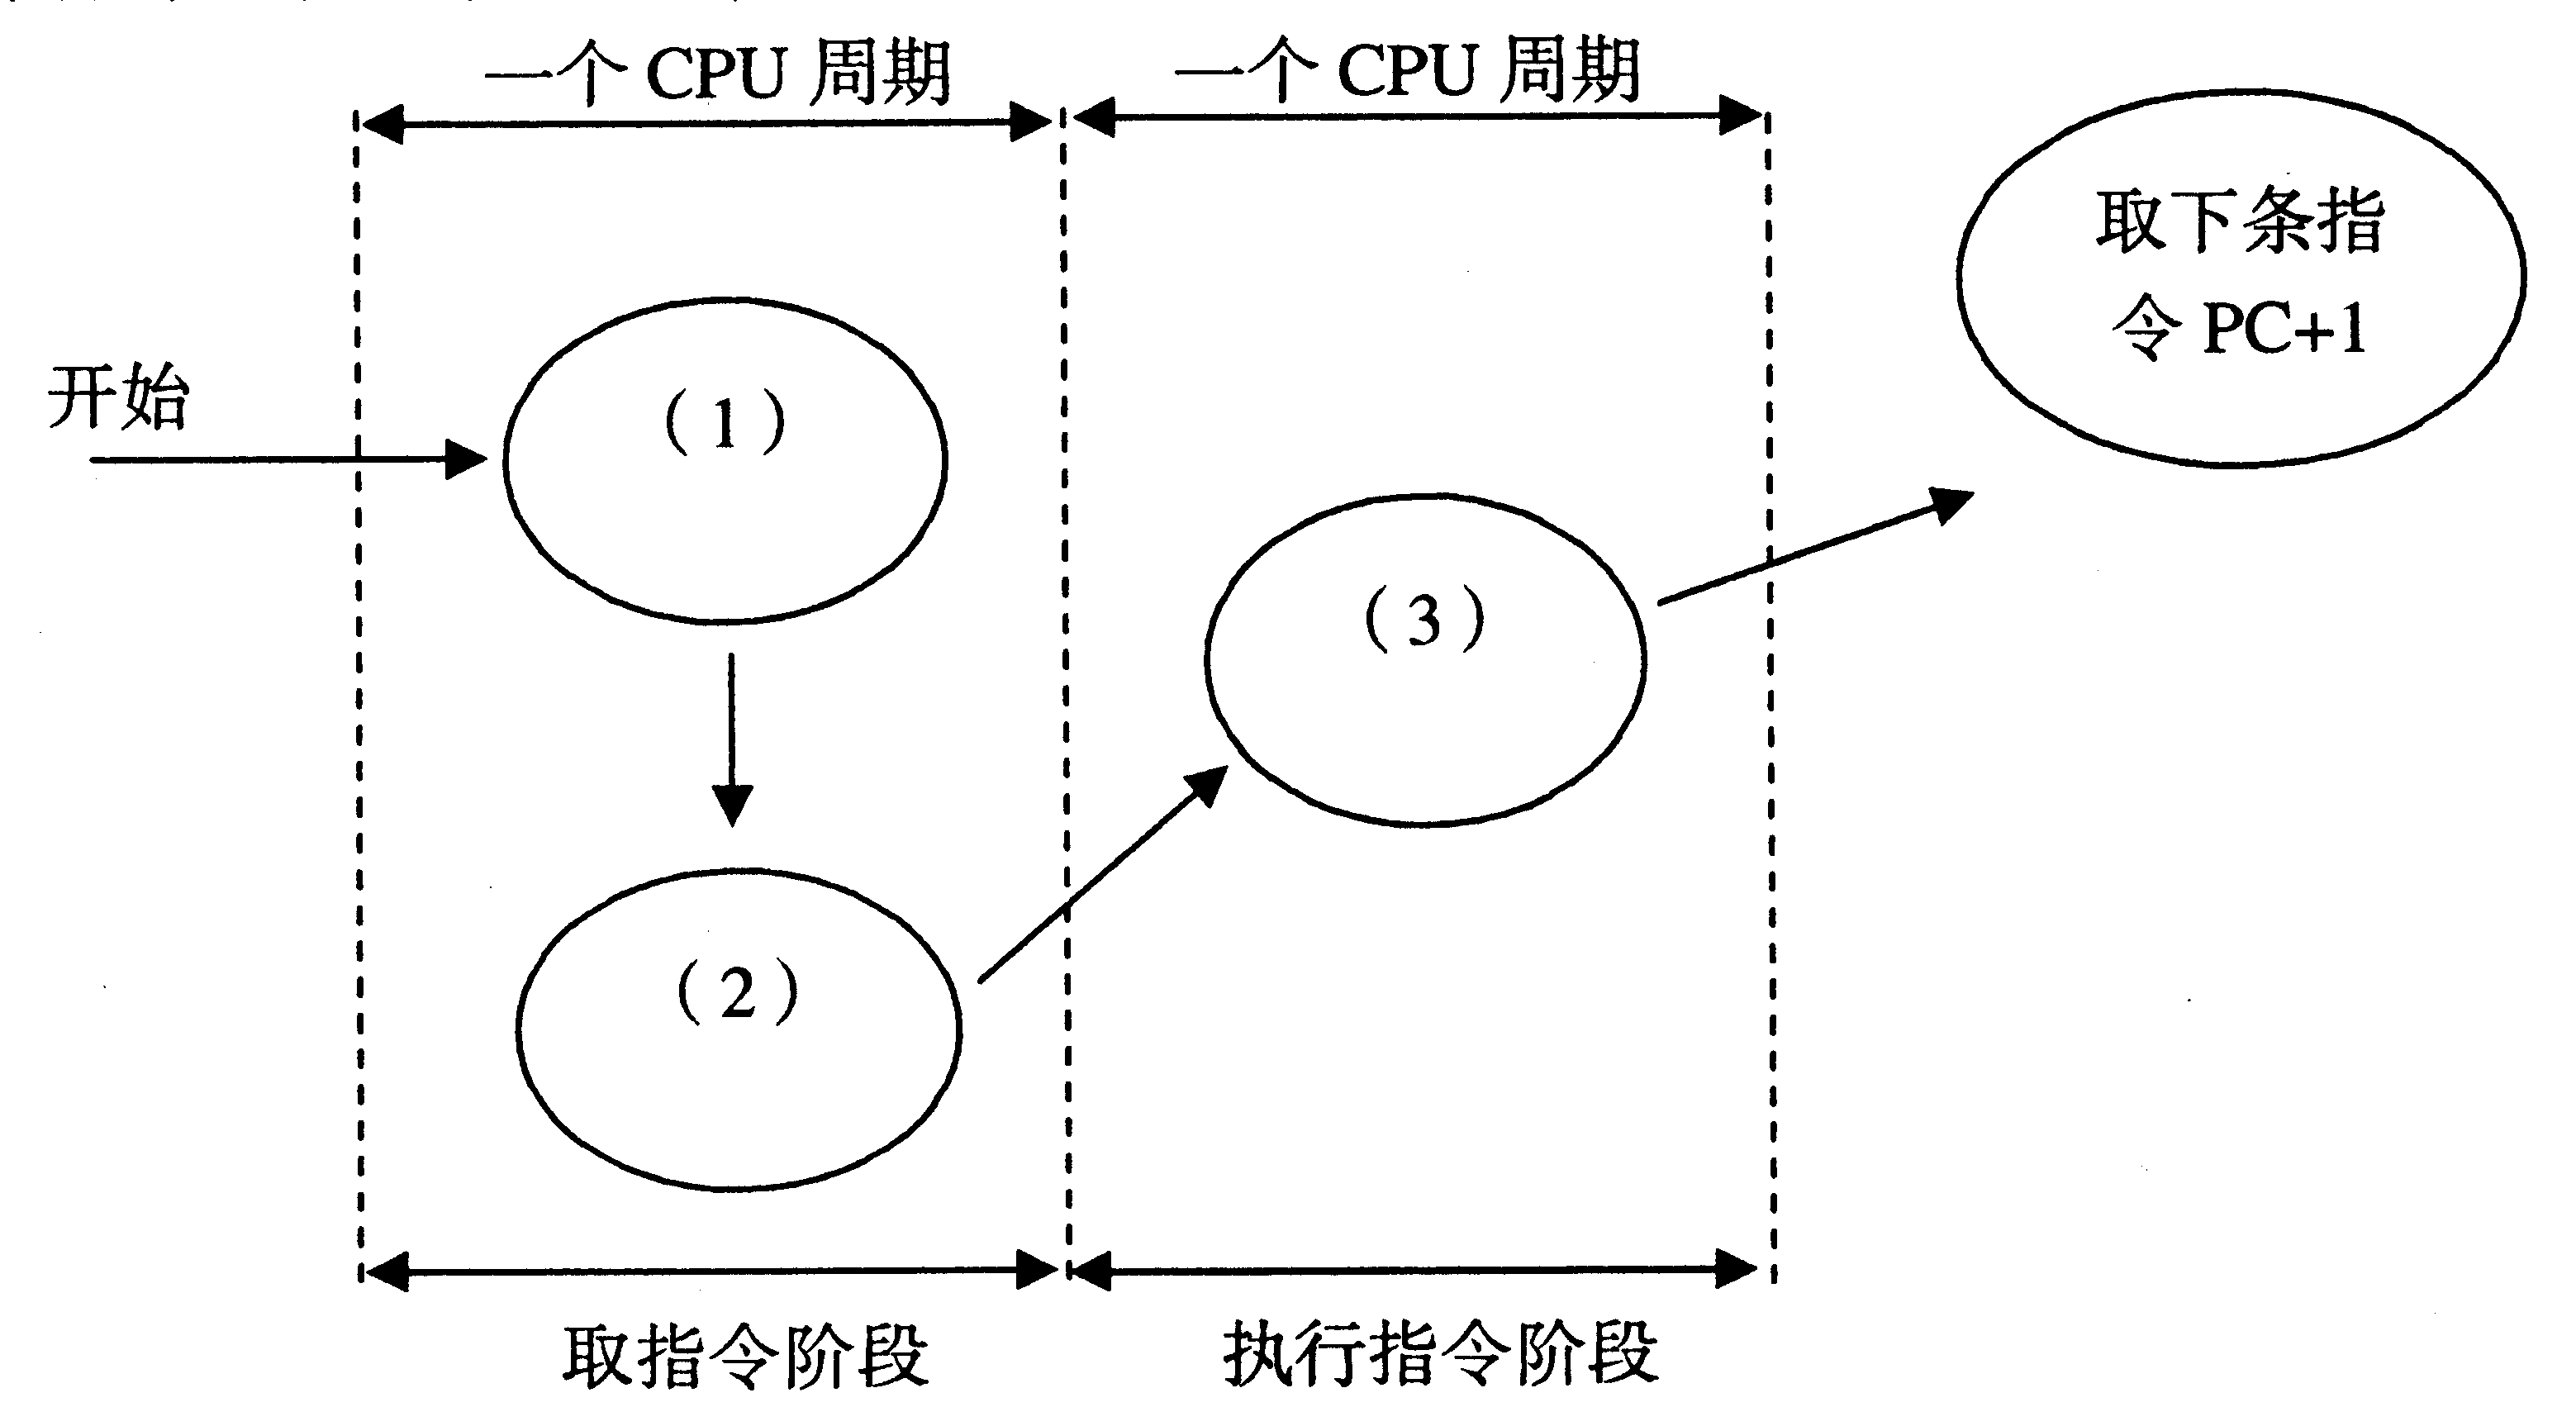 一个 CPU 周期
一个 CPU 周期
取下条指
令 PC+1
开始
（1）
（3）
（2）
取指令阶段
执行指令阶段